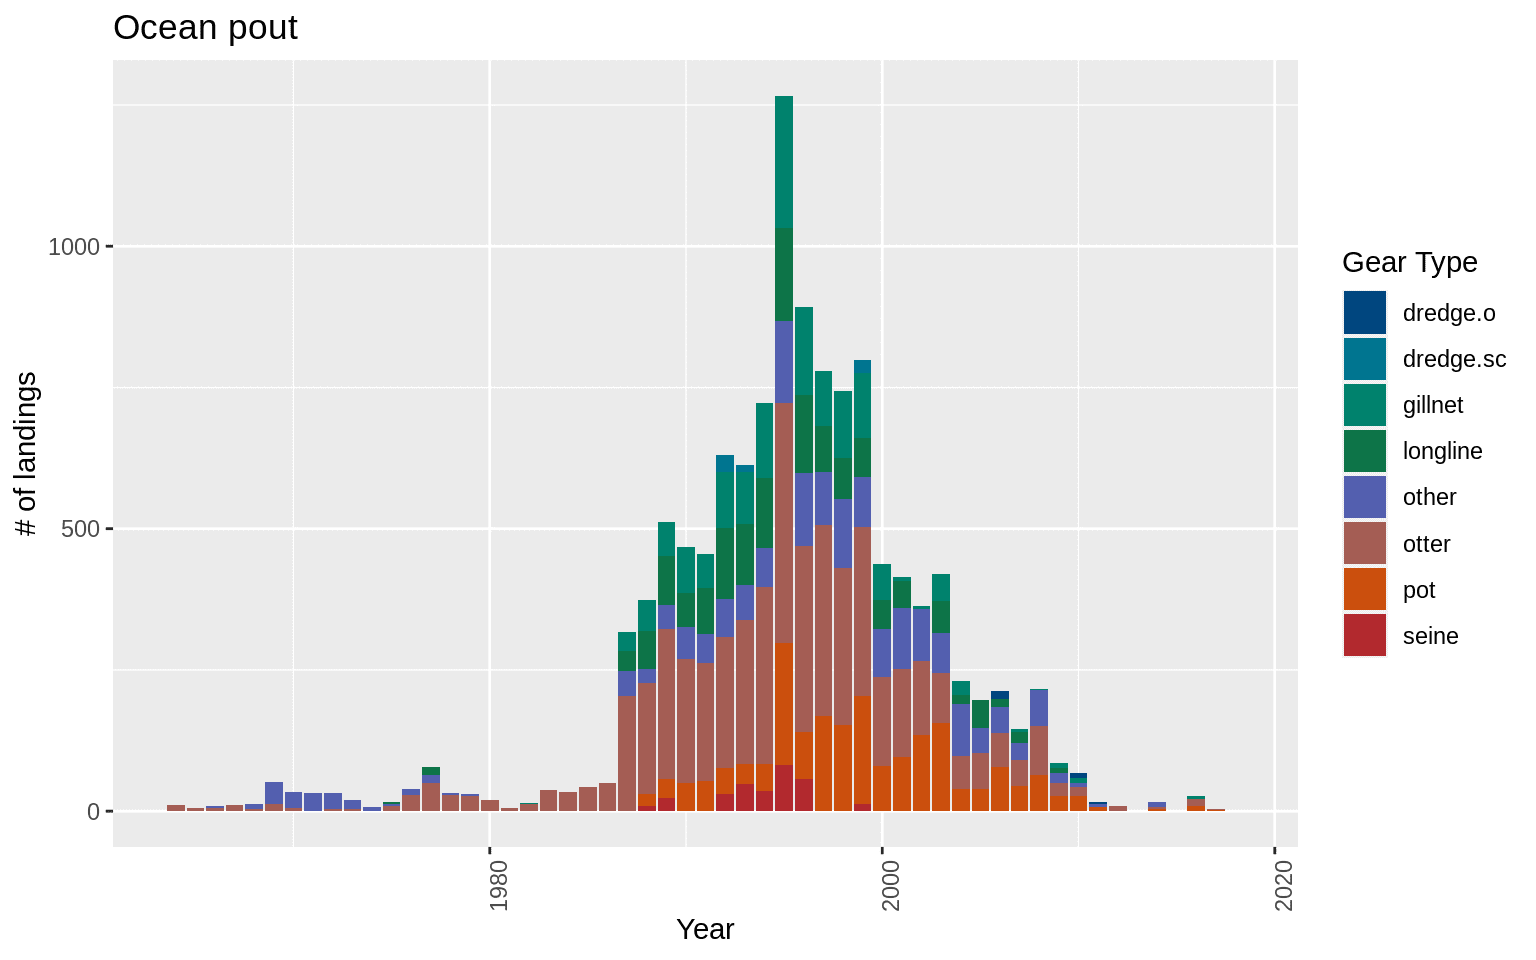 Ocean pout
# of landings
1000
500
0
1980
2000
2020
Year
Gear Type
dredge.o
dredge.sc
gillnet
longline
other
otter
pot
seine